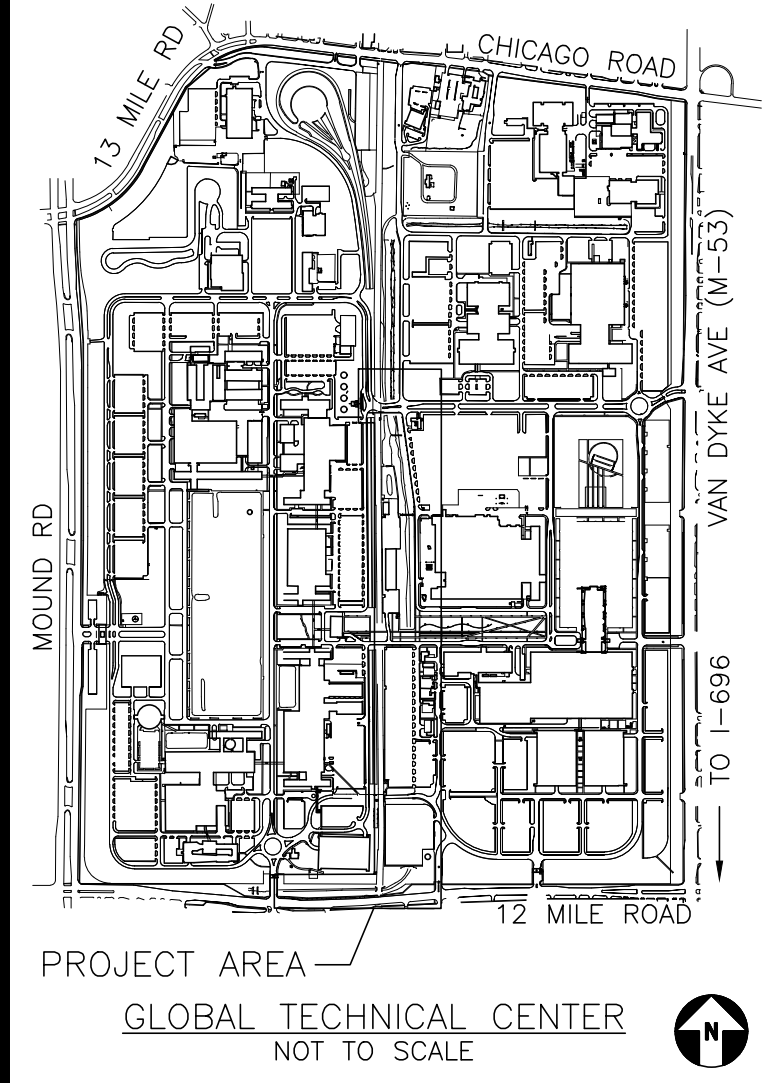 CHICAGO ROAD
13 MILE RD
VAN DYKE AVE (M-53)
MOUND RD
TO I-696
12 MILE ROAD
PROJECT AREA
GLOBAL TECHNICAL CENTER
NOT TO SCALE
N